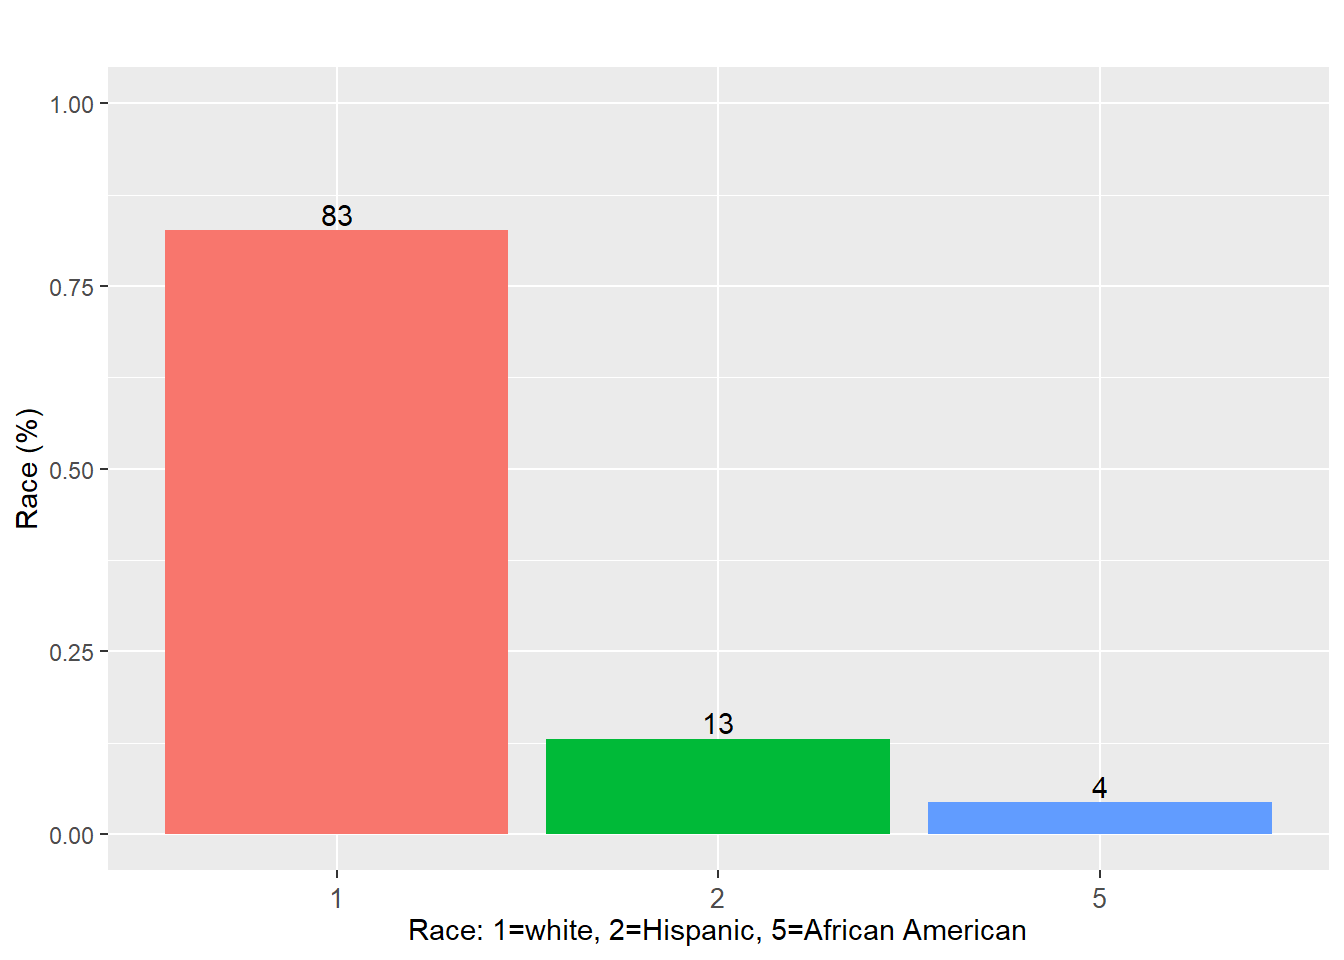 1.00
83
0.75
Race (%)
0.50
0.25
13
4
0.00
1 2 5
Race: 1=white, 2=Hispanic, 5=African American